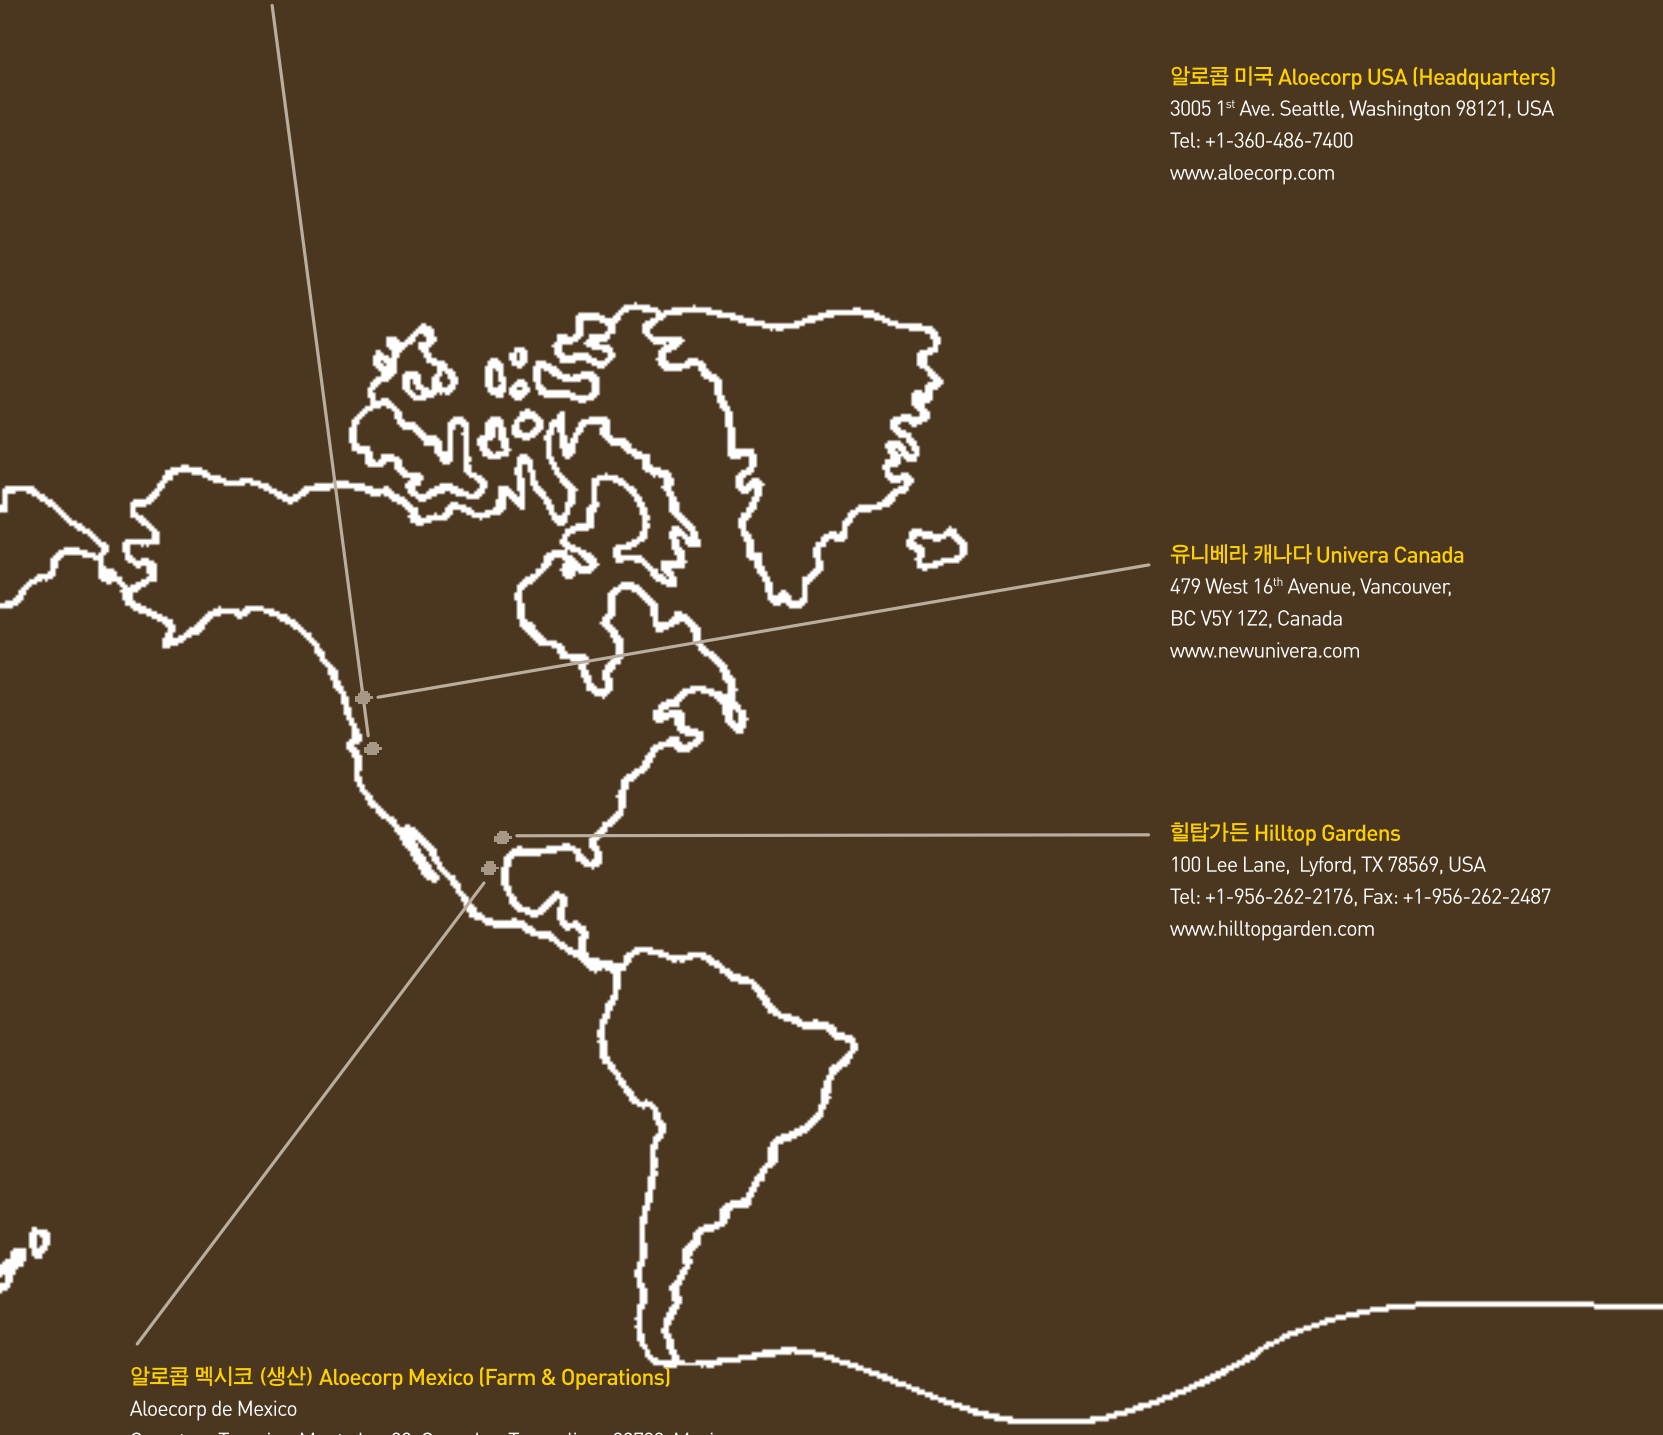 알로콥 미국 Aloecorp USA (Headquarters)
3005 1st Ave. Seattle, Washington 98121, USA
Tel: +1-360-486-7400
www.aloecorp.com
유니베라 캐나다 Univera Canada
479 West 16th Avenue, Vancouver,
BC V5Y 1Z2, Canada
www.newunivera.com
힐탑가든 Hilltop Gardens
100 Lee Lane, Lyford, TX 78569, USA
Tel: +1-956-262-2176, Fax: +1-956-262-2487
www.hilltopgarden.com
알로콥 멕시코 (생산) Aloecorp Mexico (Farm & Operations)
Aloecorp de Mexico